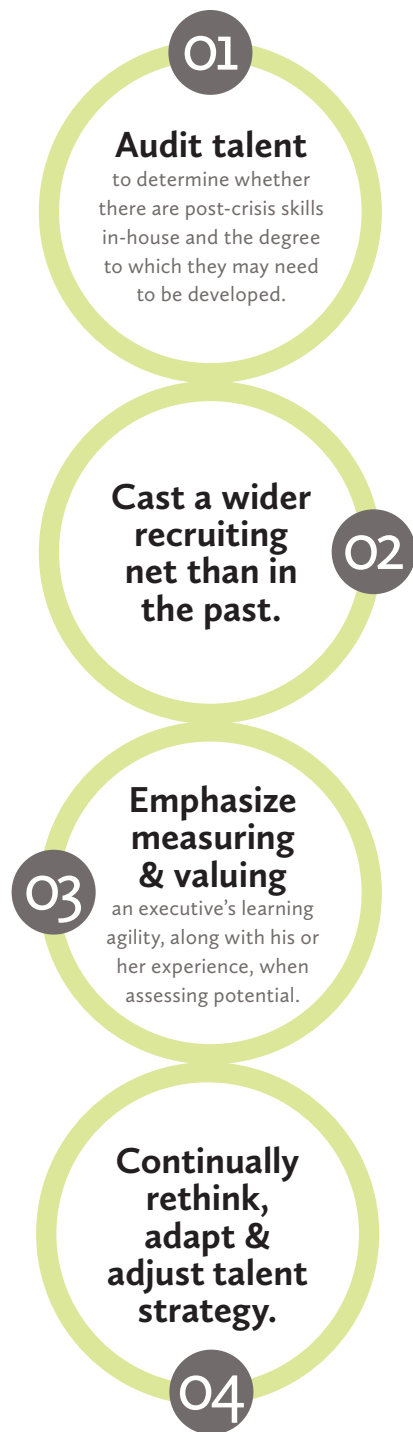 01
Audit talent
to determine whether
there are post-crisis skills
in-house and the degree
to which they may need
to be developed.
Cast a wider
recruiting
net than in
the past.
02
Emphasize
measuring
& valuing
03
an executive’s learning
agility, along with his or
her experience, when
assessing potential.
Continually
rethink,
adapt &
adjust talent
strategy.
04